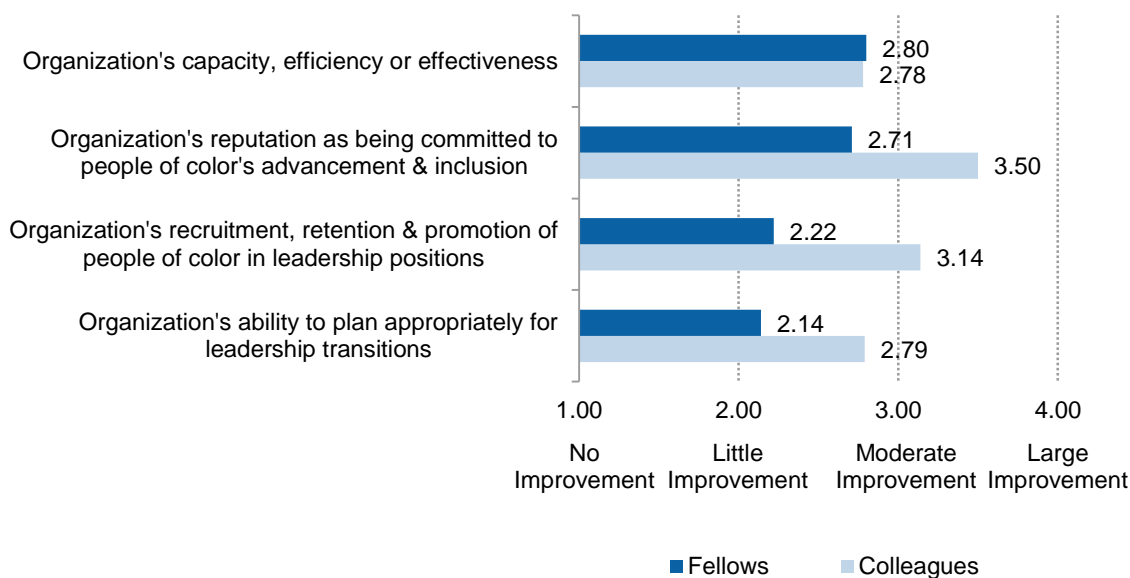 Organization's capacity, efficiency or effectiveness
2.80
2.78
Organization's reputation as being committed to
people of color's advancement & inclusion
2.71
3.50
Organization's recruitment, retention & promotion of
people of color in leadership positions
2.22
3.14
Organization's ability to plan appropriately for
leadership transitions
2.14
2.79
1.00 2.00 3.00 4.00
No Little Moderate Large
Improvement Improvement Improvement Improvement
Fellows Colleagues